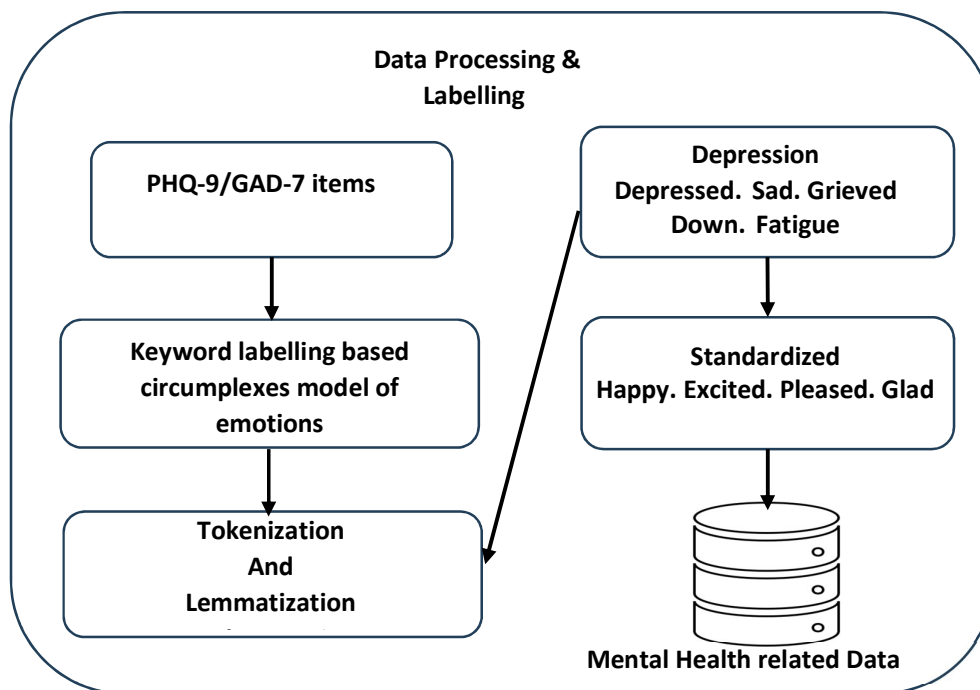 Data Processing &
Labelling
PHQ-9/GAD-7 items
Keyword labelling based
circumplexes model of
emotions
Tokenization
And
Lemmatization
Depression
Depressed. Sad. Grieved
Down. Fatigue
Standardized
Happy. Excited. Pleased. Glad
Mental Health related Data